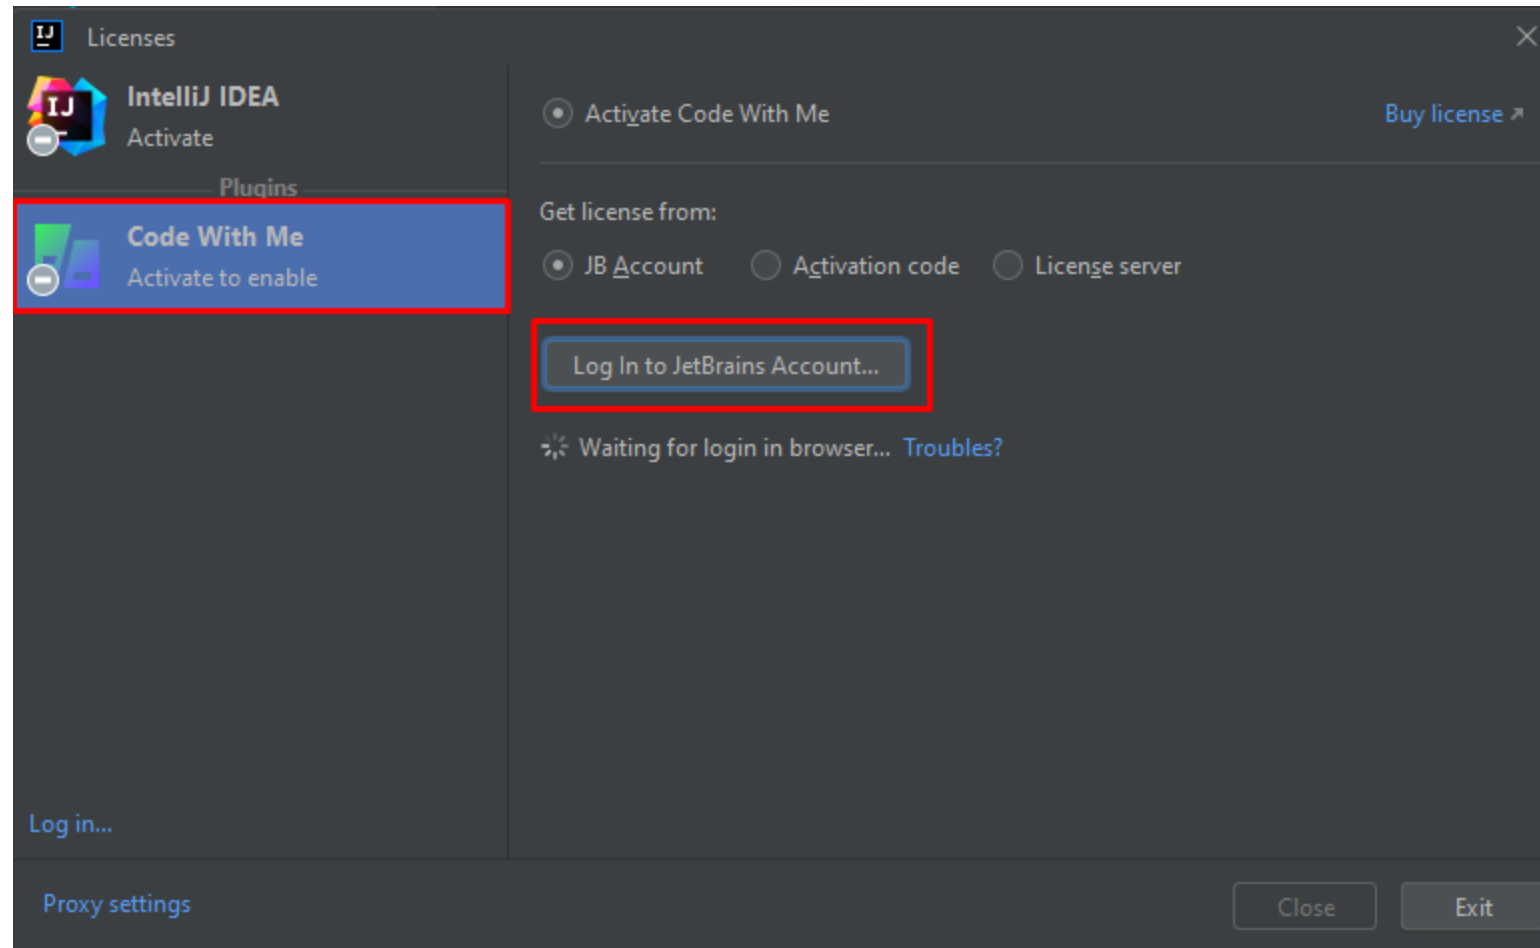 IJ Licenses
IJ
IntelliJ IDEA
Activate
Plugins
Code With Me
Activate to enable
Log in...
Activate Code With Me Buy license
Get license from:
JB Account Activation code License server
Log In to JetBrains Account...
Waiting for login in browser... Troubles?
Proxy settings Close Exit